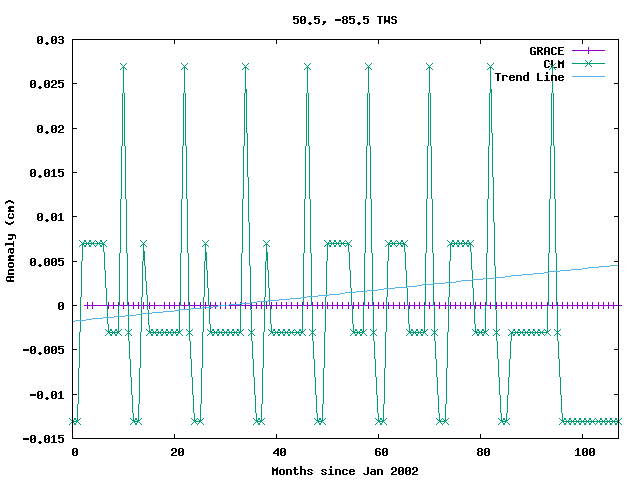 50.5, -85.5 TWS
0.03
0.025
0.02
0.015
0.01
0.005
0
-0.005
-0.01
-0.015
Anomaly (cm)
GRACE
CLM
Trend Line
0 20 40 60 80 100
Months since Jan 2002